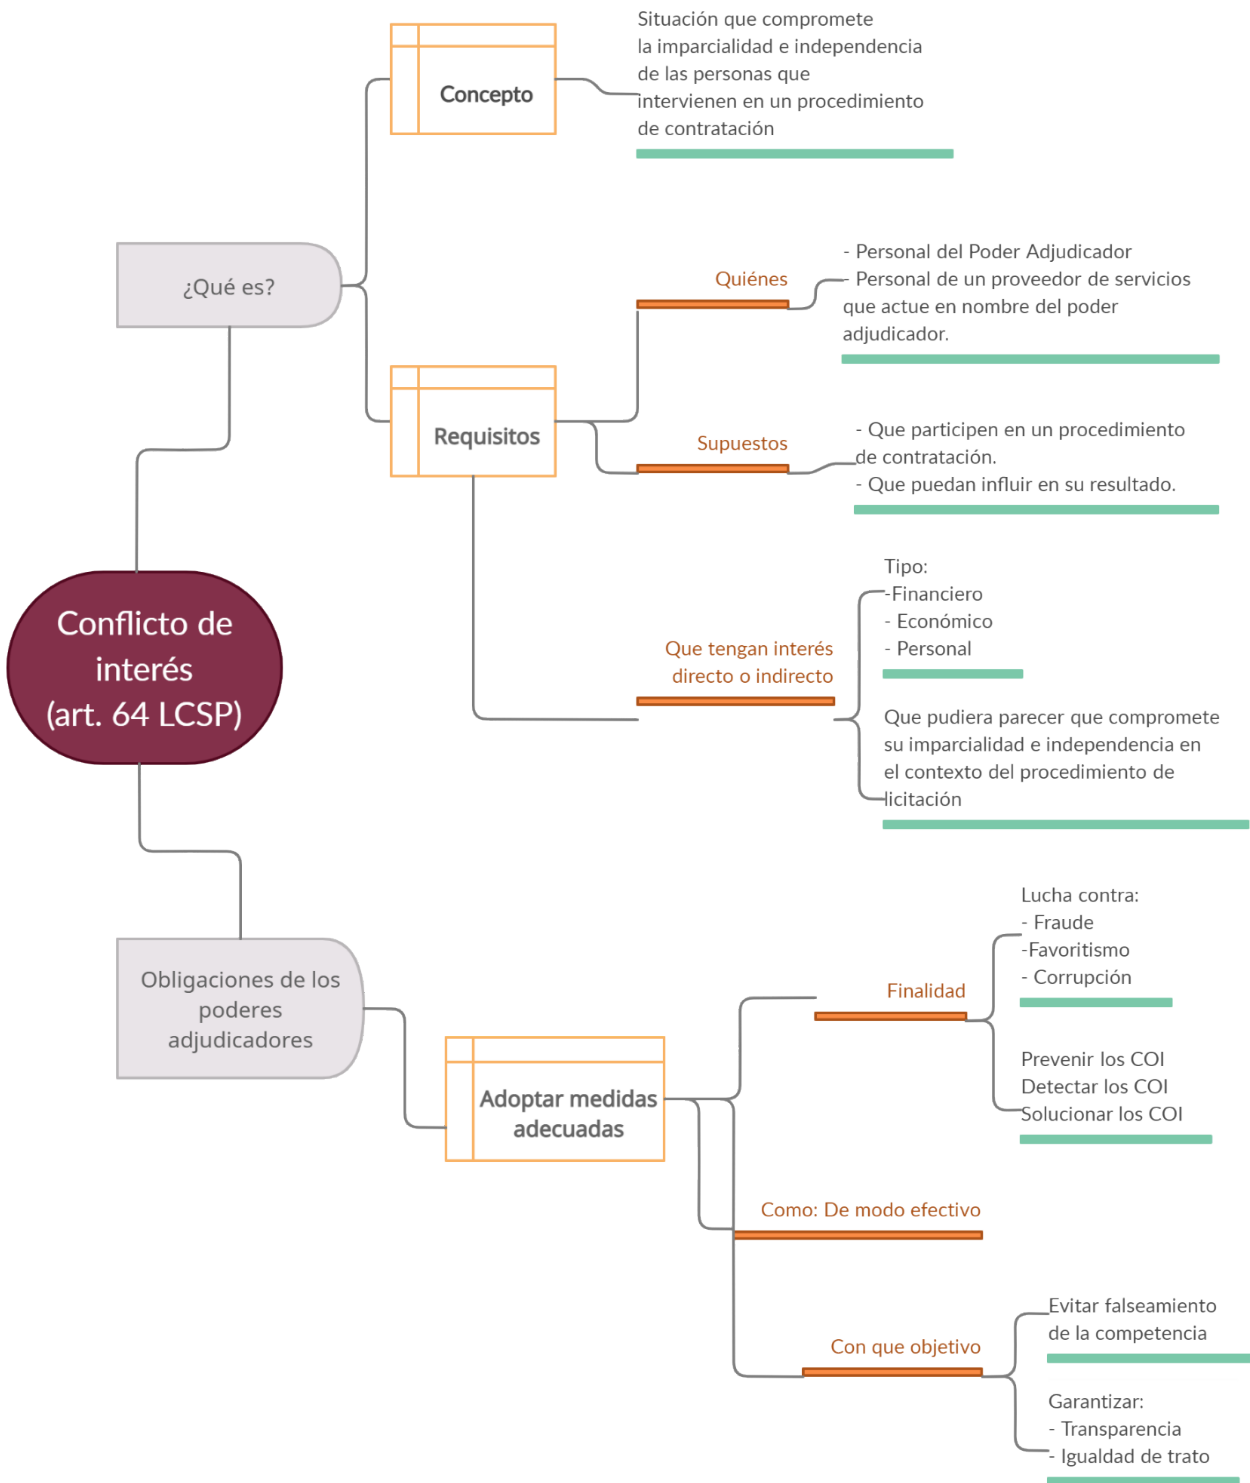 Situación que compromete
la imparcialidad e independencia
de las personas que
intervienen en un procedimiento
de contratación
Concepto
¿Qué es?
Quiénes
- Personal del Poder Adjudicador
- Personal de un proveedor de servicios
que actue en nombre del poder
adjudicador.
Requisitos
Supuestos
- Que participen en un procedimiento
de contratación.
- Que puedan influir en su resultado.
Que tengan interés
directo o indirecto
Tipo:
-Financiero
- Económico
- Personal
Que pudiera parecer que compromete
su imparcialidad e independencia en
el contexto del procedimiento de
licitación
Conflicto de
interés
(art. 64 LCSP)
Obligaciones de los
poderes
adjudicadores
Adoptar medidas
adecuadas
Finalidad
Lucha contra:
- Fraude
-Favoritismo
- Corrupción
Prevenir los COI
Detectar los COI
Solucionar los COI
Como: De modo efectivo
Con que objetivo
Evitar falseamiento
de la competencia
Garantizar:
- Transparencia
- Igualdad de trato